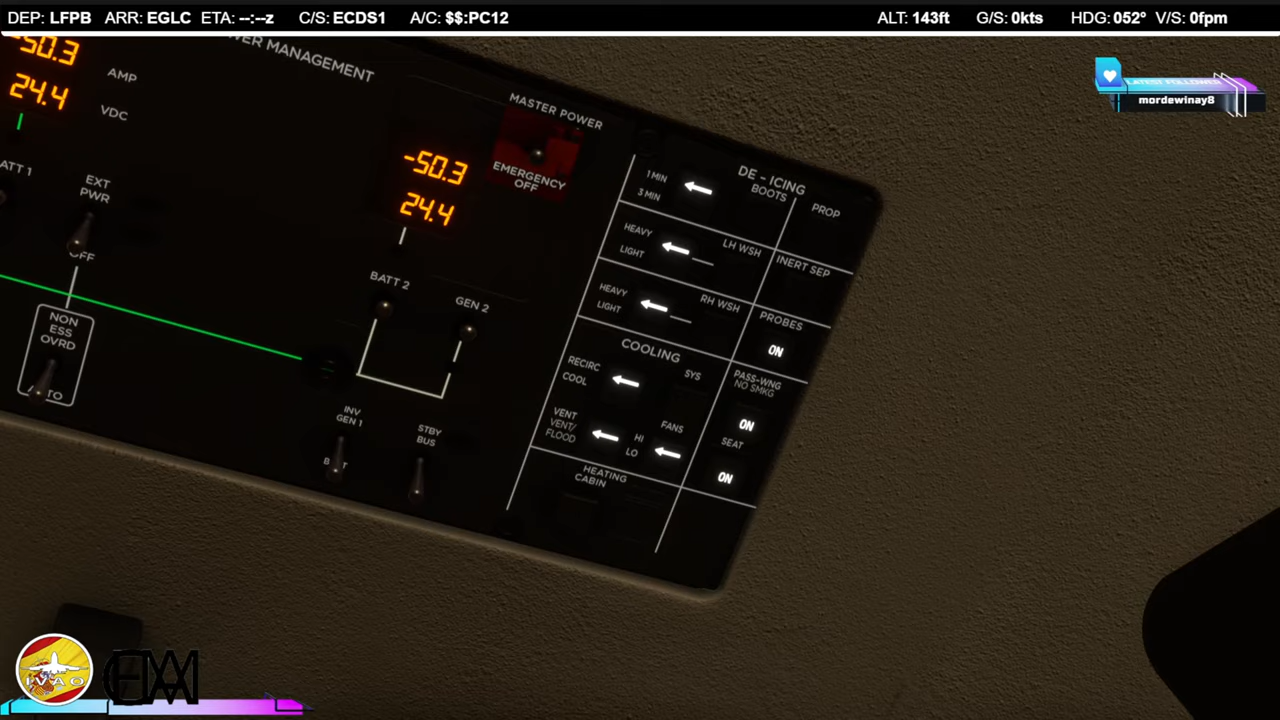 DEP: LFPB ARR: EGLC ETA: --:--z C/S: ECDS1 A/C: $$:PC12 ALT: 143ft G/S: 0kts HDG: 052° V/S: 0fpm
LATEST FOLLOWER
mordewinay8
MANAGEMENT
-50.3
AMP
24.4
VDC
EXT
PWR
OFF
NON
ESS
OVRD
AUTO
MASTER POWER
EMERGENCY
OFF
-50.3
24.4
BATT 2
GEN 2
INV
GEN 1
STBY
BUS
DE - ICING
1 MIN
3 MIN
BOOTS
PROP
HEAVY
LIGHT
LH WSH
INERT SEP
HEAVY
LIGHT
RH WSH
PROBES
ON
COOLING
RECIRC
COOL
SYS
PASS-WNG
NO SMKG
ON
VENT
VENT/
FLOOD
HI
LO
FANS
SEAT
ON
HEATING
CABIN
IVAO